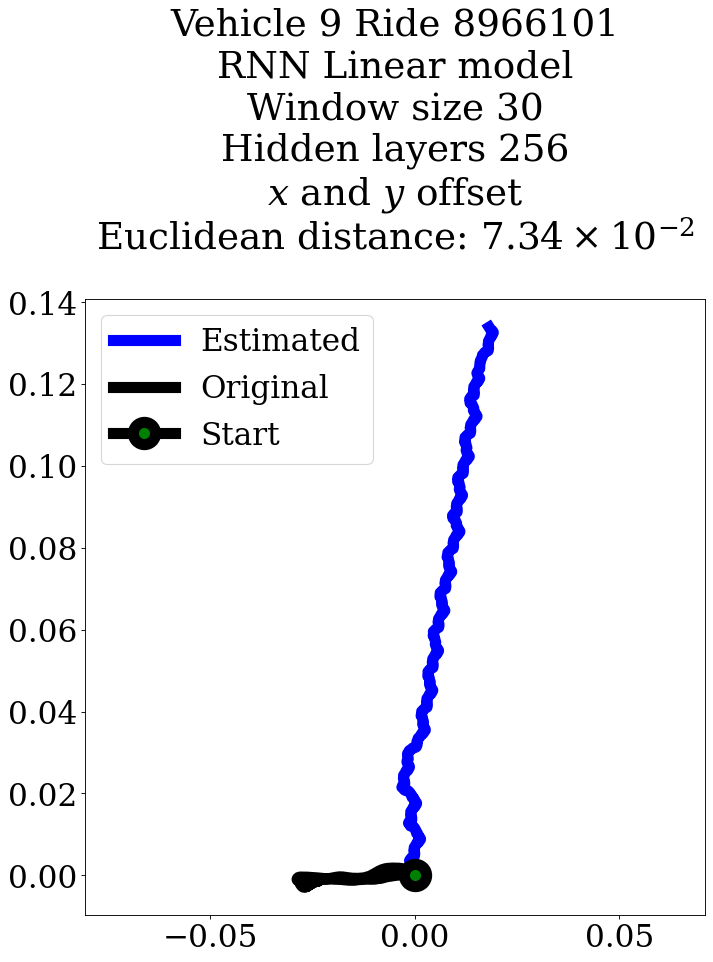 Vehicle 9 Ride 8966101
RNN Linear model
Window size 30
Hidden layers 256
x and y offset
Euclidean distance: 7.34 × 10⁻²
0.14
0.12
0.10
0.08
0.06
0.04
0.02
0.00
Estimated
Original
Start
−0.05 0.00 0.05